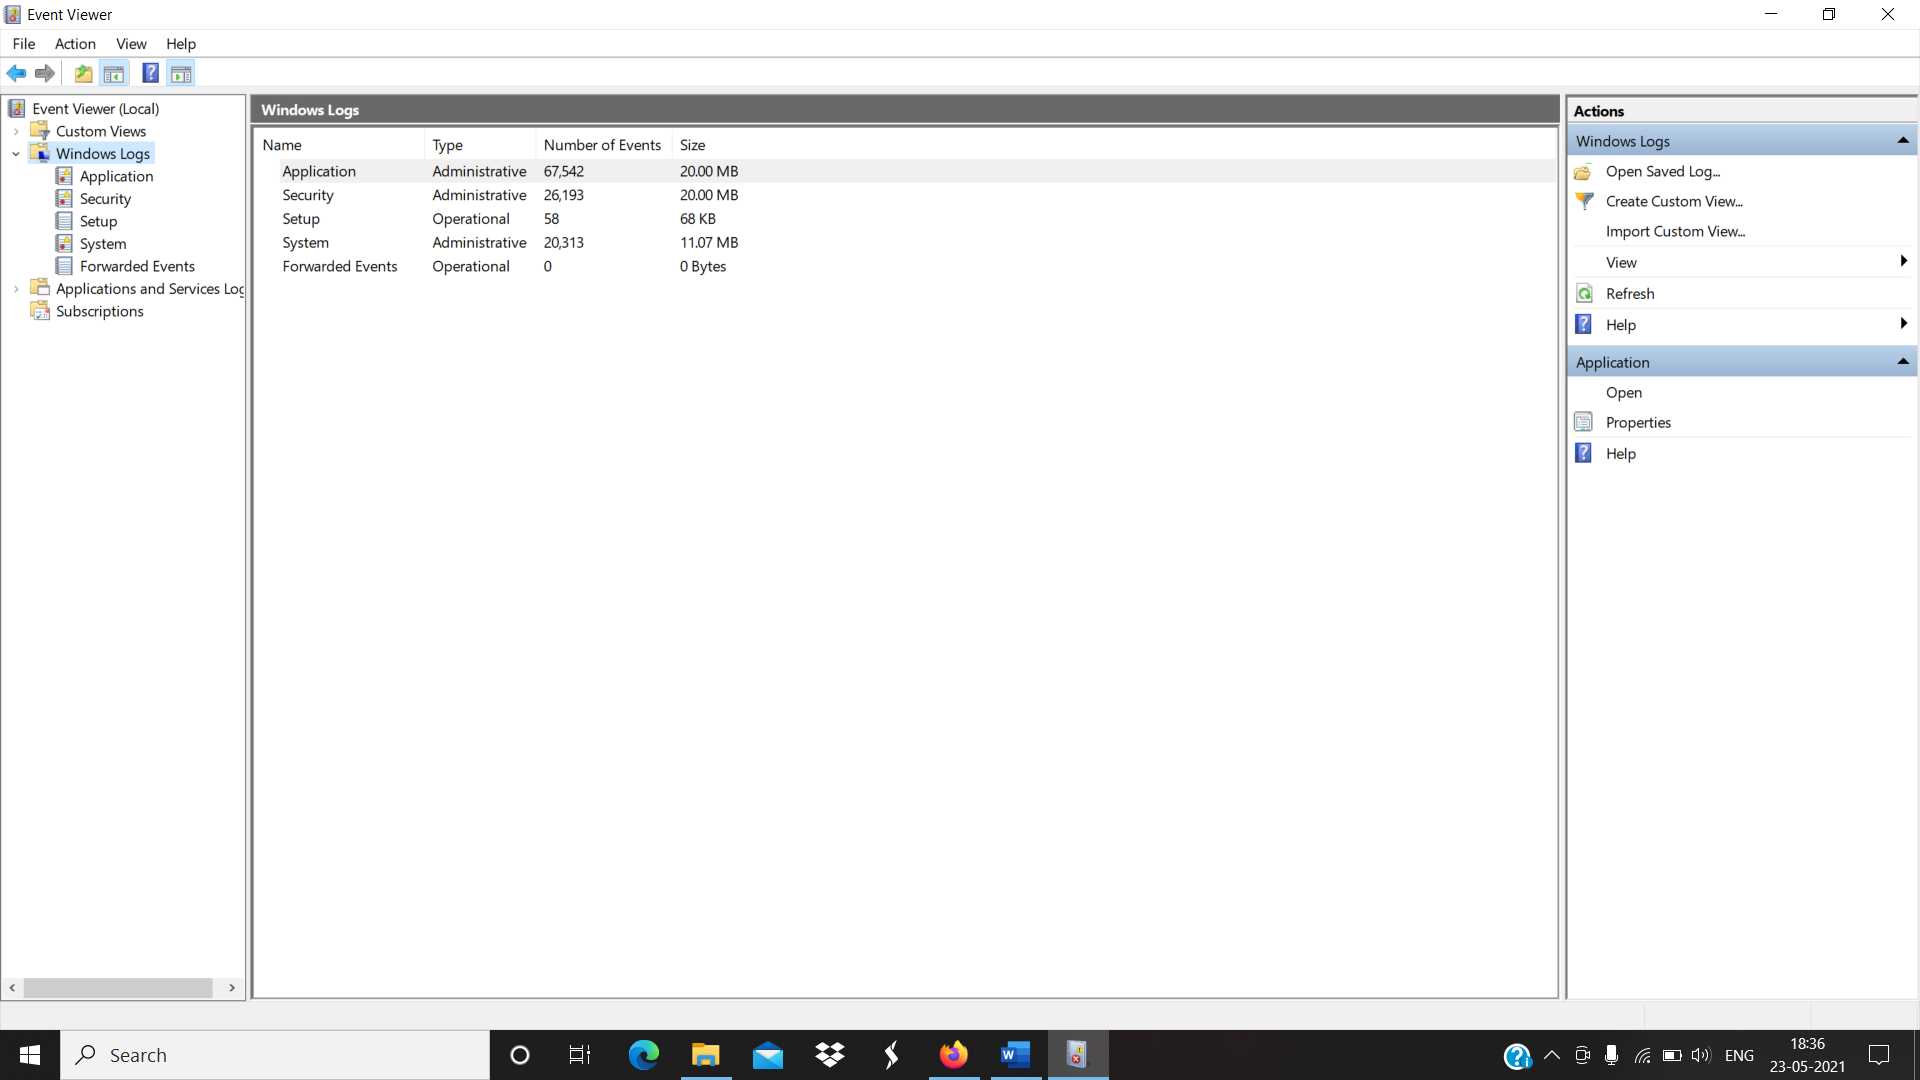 Event Viewer
File Action View Help
Event Viewer (Local)
Custom Views
Windows Logs
Application
Security
Setup
System
Forwarded Events
Applications and Services Log
Subscriptions
Windows Logs
Name Type Number of Events Size
Application Administrative 67,542 20.00 MB
Security Administrative 26,193 20.00 MB
Setup Operational 58 68 KB
System Administrative 20,313 11.07 MB
Forwarded Events Operational 0 0 Bytes
Actions
Windows Logs
Open Saved Log...
Create Custom View...
Import Custom View...
View
Refresh
Help
Application
Open
Properties
Help
Search
ENG
18:36
23-05-2021